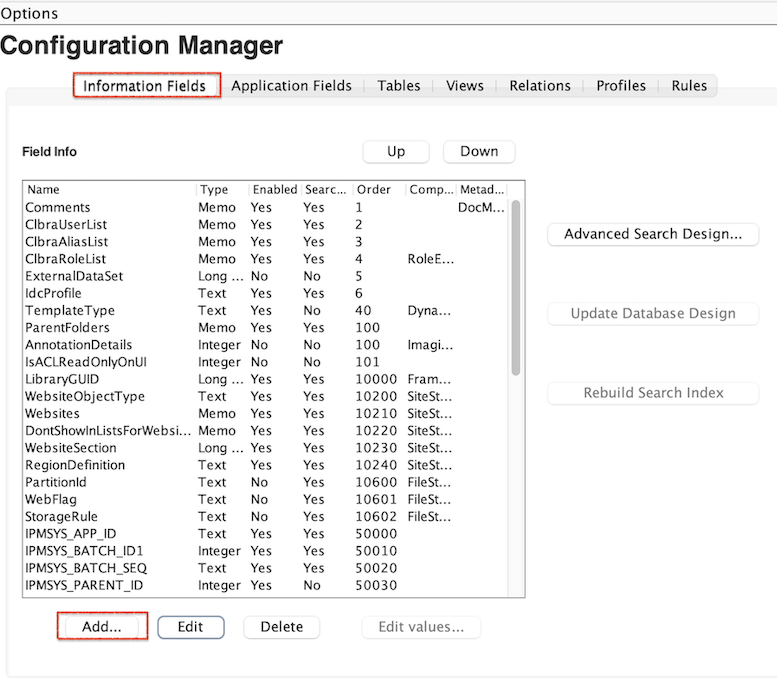 Options
Configuration Manager
Information Fields Application Fields Tables Views Relations Profiles Rules
Field Info Up Down
Name Type Enabled Searc... Order Comp... Metad...
Comments Memo Yes Yes 1 DocM...
ClbraUserList Memo Yes Yes 2
ClbraAliasList Memo Yes Yes 3
ClbraRoleList Memo Yes Yes 4 RoleE...
ExternalDataSet Long ... No No 5
IdcProfile Text Yes Yes 6
TemplateType Text Yes No 40 Dyna...
ParentFolders Memo Yes Yes 100
AnnotationDetails Integer No No 100 Imagi...
IsACLReadOnlyOnUI Integer No No 101
LibraryGUID Long ... Yes Yes 10000 Fram...
WebsiteObjectType Text Yes Yes 10200 SiteSt...
Websites Memo Yes Yes 10210 SiteSt...
DontShowInListsForWebsi... Memo Yes Yes 10220 SiteSt...
WebsiteSection Long ... Yes Yes 10230 SiteSt...
RegionDefinition Text Yes Yes 10240 SiteSt...
PartitionId Text No Yes 10600 FileSt...
WebFlag Text No Yes 10601 FileSt...
StorageRule Text No Yes 10602 FileSt...
IPMSYS_APP_ID Text Yes Yes 50000
IPMSYS_BATCH_ID1 Integer Yes Yes 50010
IPMSYS_BATCH_SEQ Text Yes Yes 50020
IPMSYS_PARENT_ID Integer Yes No 50030
Advanced Search Design...
Update Database Design
Rebuild Search Index
Add... Edit Delete Edit values...